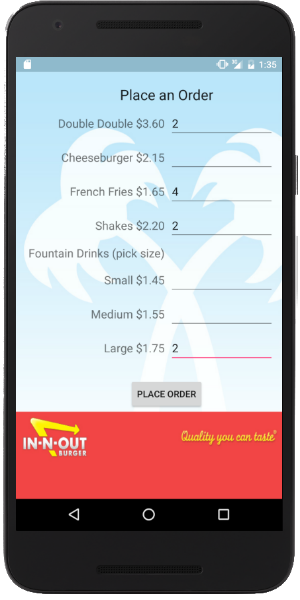 1:35
Place an Order
Double Double $3.60 2
Cheeseburger $2.15
French Fries $1.65 4
Shakes $2.20 2
Fountain Drinks (pick size)
Small $1.45
Medium $1.55
Large $1.75 2
PLACE ORDER
IN-N-OUT
BURGER
Quality you can taste